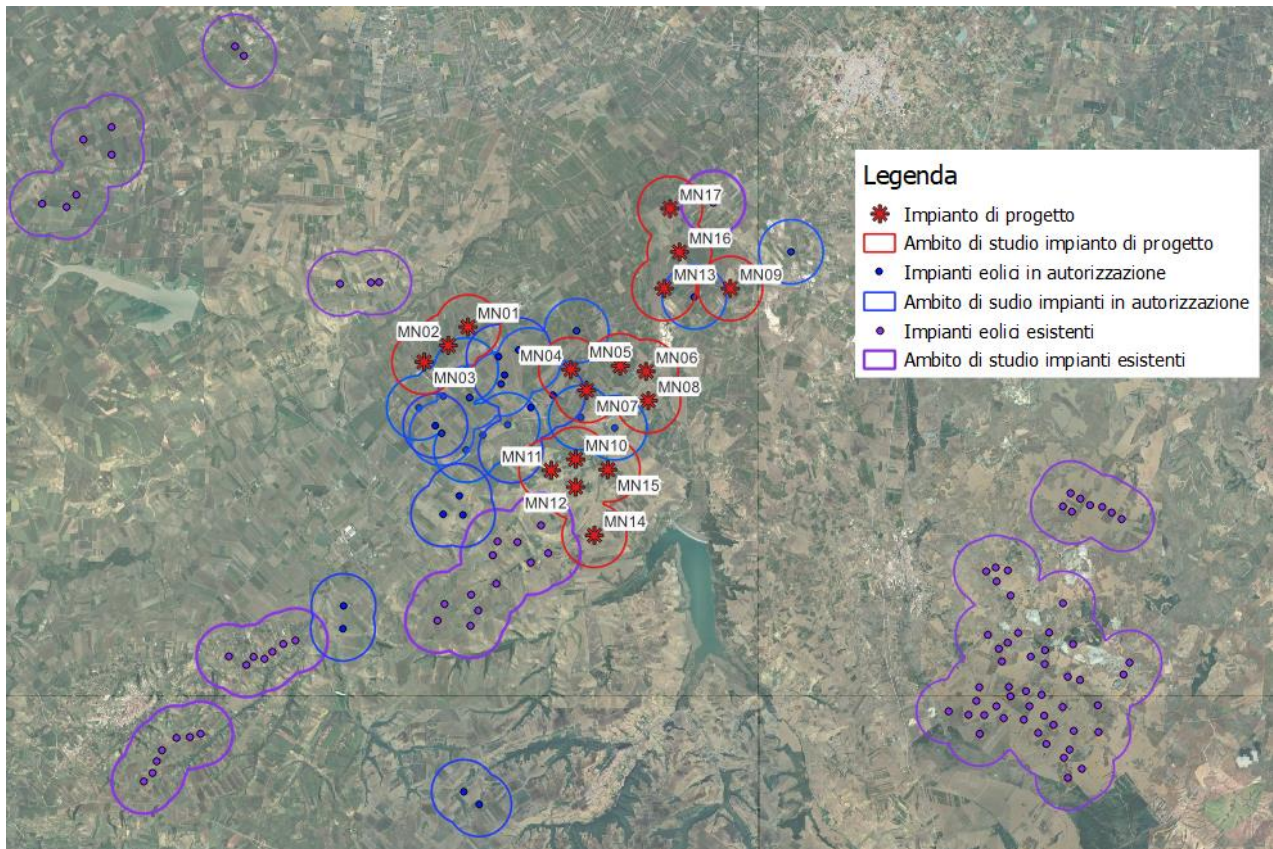 Legenda
Impianto di progetto
Ambito di studio impianto di progetto
Impianti eolici in autorizzazione
Ambito di sudio impianti in autorizzazione
Impianti eolici esistenti
Ambito di studio impianti esistenti
MN17
MN16
MN13
MN09
MN01
MN02
MN03
MN04
MN05
MN06
MN08
MN07
MN10
MN11
MN15
MN12
MN14